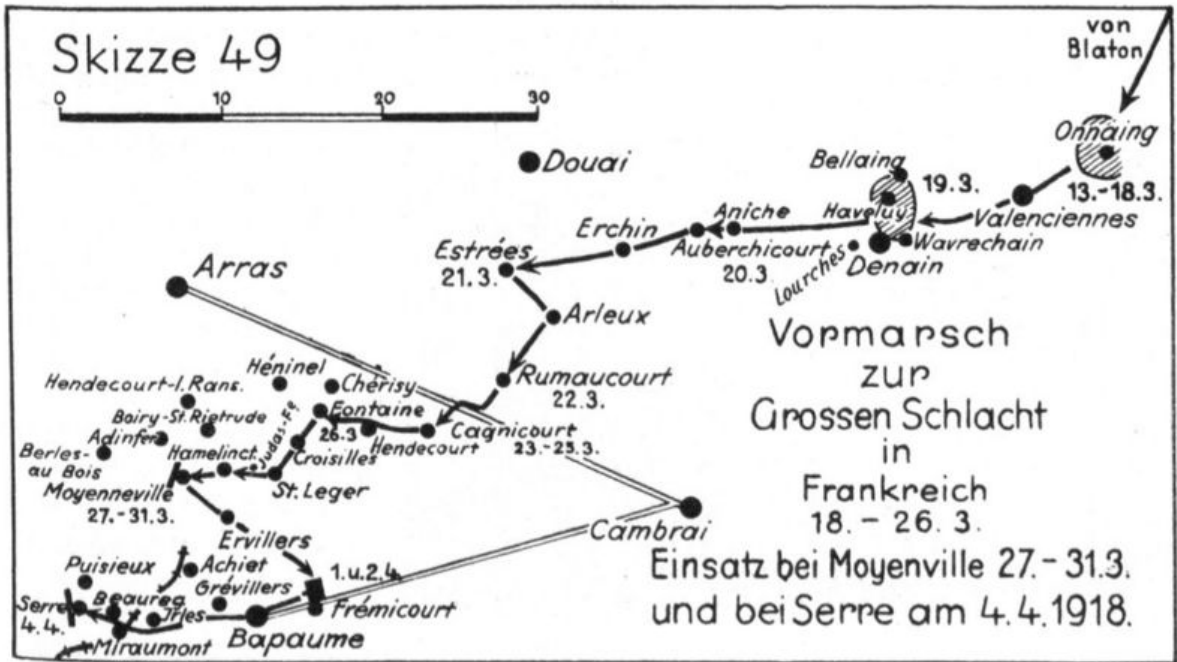 Skizze 49
0 10 20 30
von
Blaton
Onnaing
13.-18.3.
Bellaing
19.3.
Haveluy
Valenciennes
Wavrechain
Denain
Lourches
Douai
Aniche
Auberchicourt
20.3.
Erchin
Estrées
21.3.
Arleux
Rumaucourt
22.3.
Arras
Héninel
Chérisy
Hendecourt-l. Rans.
Fontaine
26.3
Hendecourt
Cagnicourt
23.-25.3.
Boiry-St. Rietrude
Adinfer
Berles-
au Bois
Hamelinct.
Judas-Fe.
Croisilles
St. Leger
Moyenneville
27.-31.3.
Ervillers
Cambrai
Puisieux
Achiet
Grévillers
1.u.2.4.
Frémicourt
Serre
4.4.
Beaureg.
Irles
Miraumont
Bapaume
Vormarsch
zur
Grossen Schlacht
in
Frankreich
18. – 26. 3.
Einsatz bei Moyenville 27.-31.3.
und bei Serre am 4.4.1918.